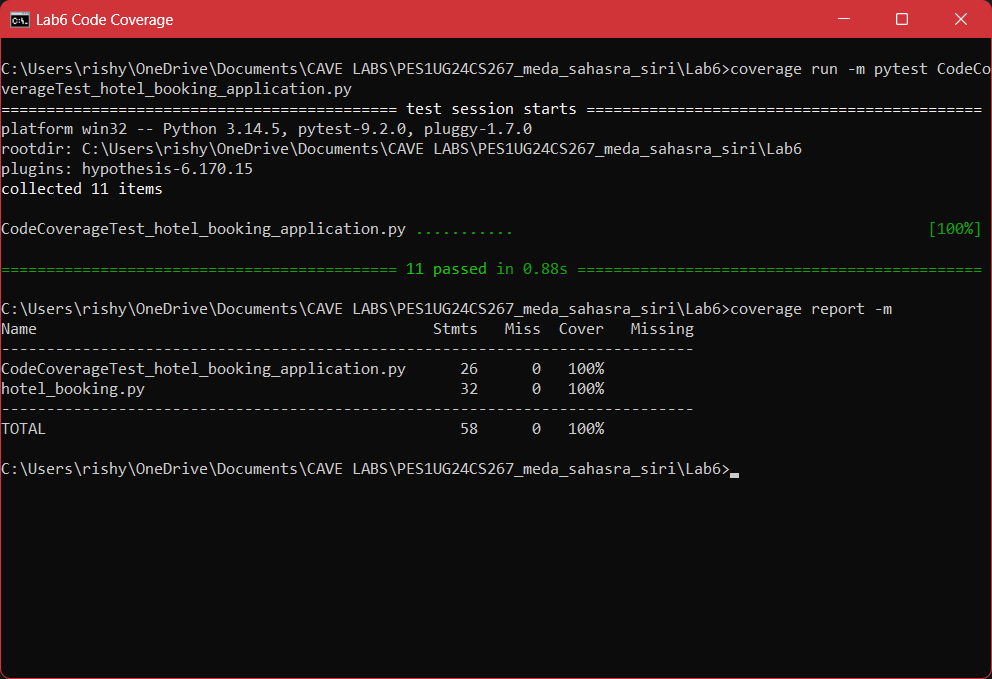 Lab6 Code Coverage
C:\Users\rishy\OneDrive\Documents\CAVE LABS\PES1UG24CS267_meda_sahasra_siri\Lab6>coverage run -m pytest CodeCo
verageTest_hotel_booking_application.py
============================================ test session starts ============================================
platform win32 -- Python 3.14.5, pytest-9.2.0, pluggy-1.7.0
rootdir: C:\Users\rishy\OneDrive\Documents\CAVE LABS\PES1UG24CS267_meda_sahasra_siri\Lab6
plugins: hypothesis-6.170.15
collected 11 items
CodeCoverageTest_hotel_booking_application.py ........... [100%]
============================================ 11 passed in 0.88s =============================================
C:\Users\rishy\OneDrive\Documents\CAVE LABS\PES1UG24CS267_meda_sahasra_siri\Lab6>coverage report -m
Name Stmts Miss Cover Missing
-----------------------------------------------------------------------------
CodeCoverageTest_hotel_booking_application.py 26 0 100%
hotel_booking.py 32 0 100%
-----------------------------------------------------------------------------
TOTAL 58 0 100%
C:\Users\rishy\OneDrive\Documents\CAVE LABS\PES1UG24CS267_meda_sahasra_siri\Lab6>